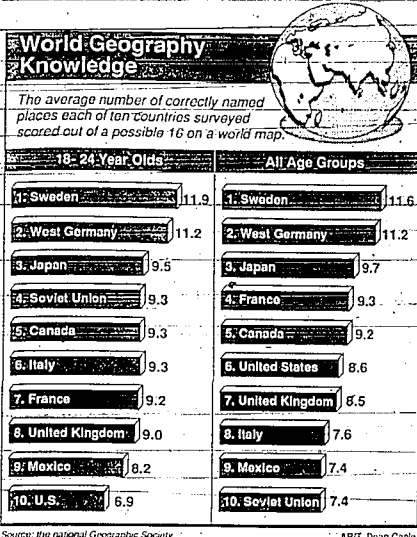 World Geography
Knowledge
The average number of correctly named
places each of ten countries surveyed
scored out of a possible 16 on a world map.
18-24 Year Olds
1. Sweden 11.9
2. West Germany 11.2
3. Japan 9.5
4. Soviet Union 9.3
5. Canada 9.3
6. Italy 9.3
7. France 9.2
8. United Kingdom 9.0
9. Mexico 8.2
10. U.S. 6.9
All Age Groups
1. Sweden 11.6
2. West Germany 11.2
3. Japan 9.7
4. France 9.3
5. Canada 9.2
6. United States 8.6
7. United Kingdom 8.5
8. Italy 7.6
9. Mexico 7.4
10. Soviet Union 7.4
Source: the national Geographic Society
Dean